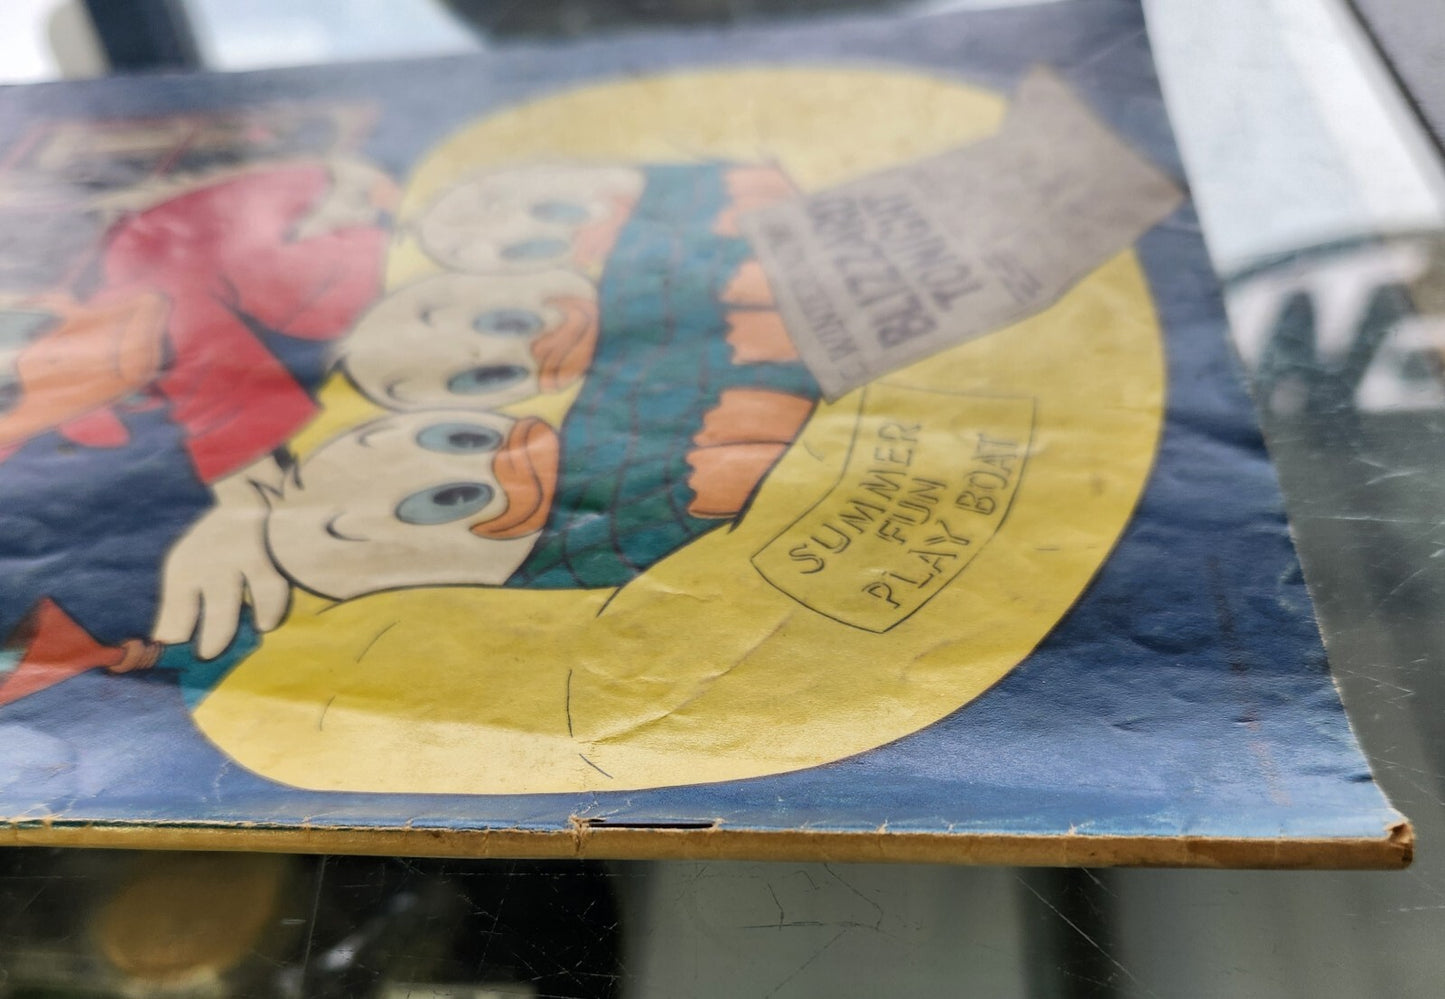 BLIZZARD
TONIGHT
SUMMER
FUN
PLAY BOAT